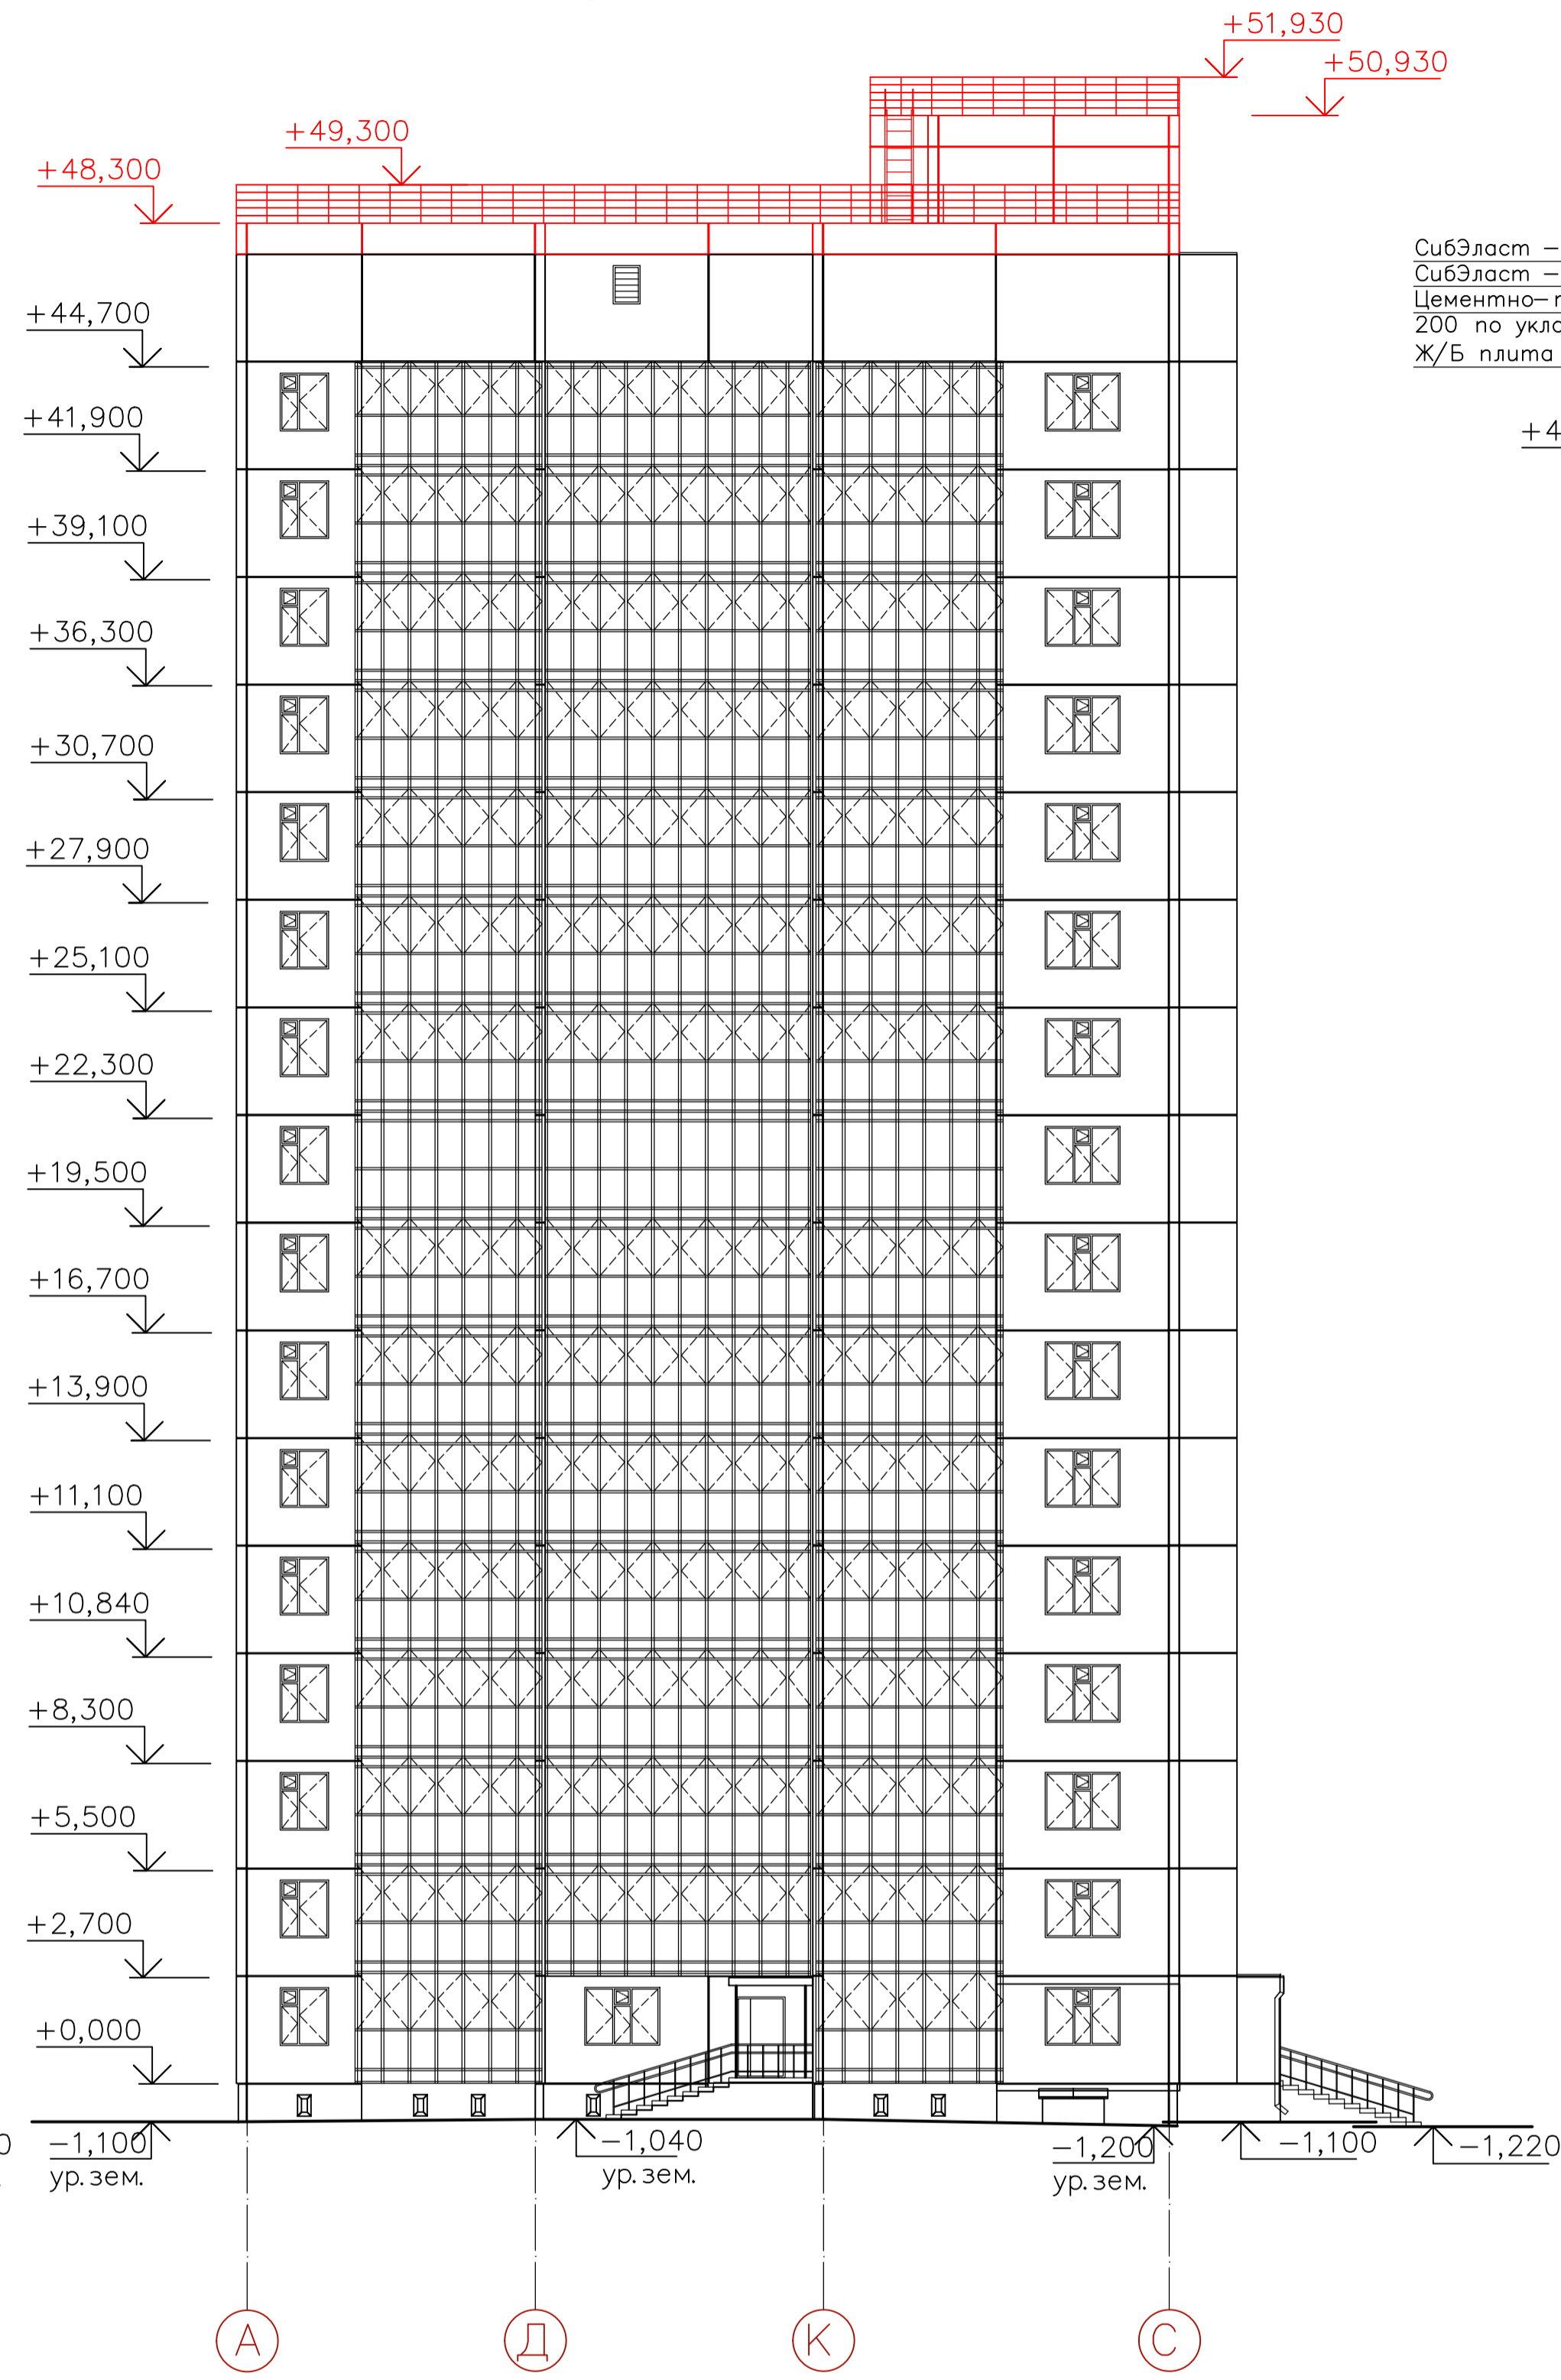 +51,930
+50,930
+49,300
+48,300
СибЭласт –
СибЭласт –
Цементно–
200 по
Ж/Б плита
+44,700
+41,900
+39,100
+36,300
+30,700
+27,900
+25,100
+22,300
+19,500
+16,700
+13,900
+11,100
+10,840
+8,300
+5,500
+2,700
+0,000
–1,100
ур.зем.
–1,040
ур.зем.
–1,200
ур.зем.
–1,100
–1,220
А
Д
К
С